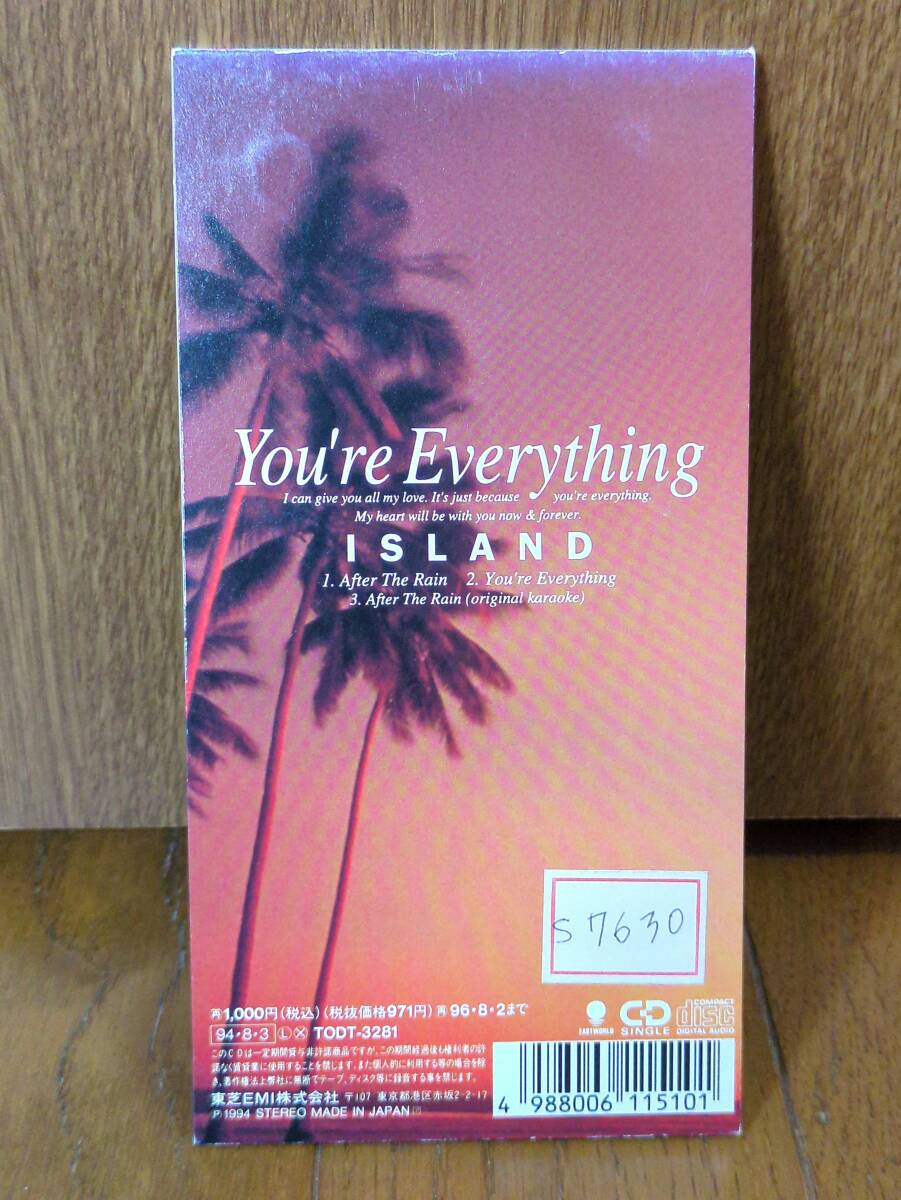 You're Everything
I can give you all my love. It's just because you're everything.
My heart will be with you now & forever.
ISLAND
1. After The Rain 2. You're Everything
3. After The Rain (original karaoke)
S7630
再1,000円(税込)(税抜価格971円)再96・8・2まで
94・8・3 Ⓛ Ⓧ TODT-3281
このCDは一定期間貸与非許諾商品ですが、この期間経過後も権利者の許
諾なく賃貸業に使用することを禁じます。また個人的に利用する等の場合を除
き、著作権法上弊社に無断でテープ、ディスク等に録音する事を禁じます。
東芝EMI株式会社 〒107 東京都港区赤坂2-2-17
Ⓟ1994 STEREO MADE IN JAPAN
EASTWORLD
CD SINGLE
COMPACT disc DIGITAL AUDIO
4 988006 115101